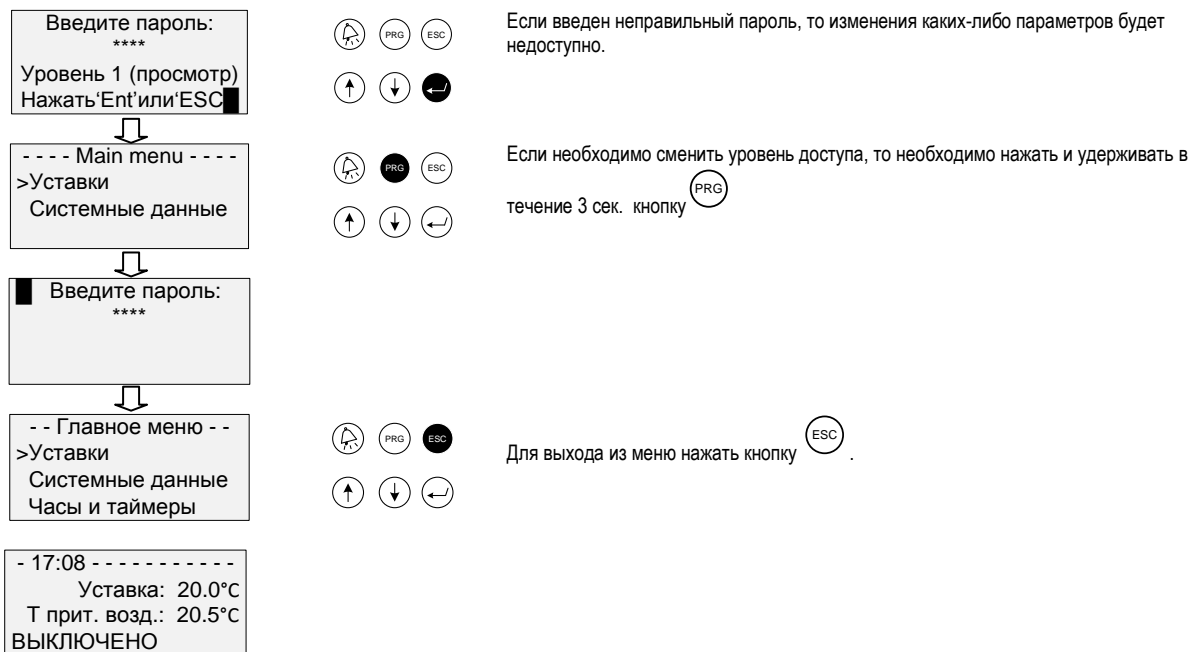 Введите пароль:
****
Уровень 1 (просмотр)
Нажать‘Ent’или‘ESC
PRG
ESC
Если введен неправильный пароль, то изменения каких-либо параметров будет
недоступно.
- - - - Main menu - - - -
>Уставки
Системные данные
PRG
ESC
Если необходимо сменить уровень доступа, то необходимо нажать и удерживать в
течение 3 сек. кнопку PRG
Введите пароль:
****
- - Главное меню - -
>Уставки
Системные данные
Часы и таймеры
PRG
ESC
Для выхода из меню нажать кнопку ESC .
- 17:08 - - - - - - - - - - -
Уставка: 20.0°C
Т прит. возд.: 20.5°C
ВЫКЛЮЧЕНО